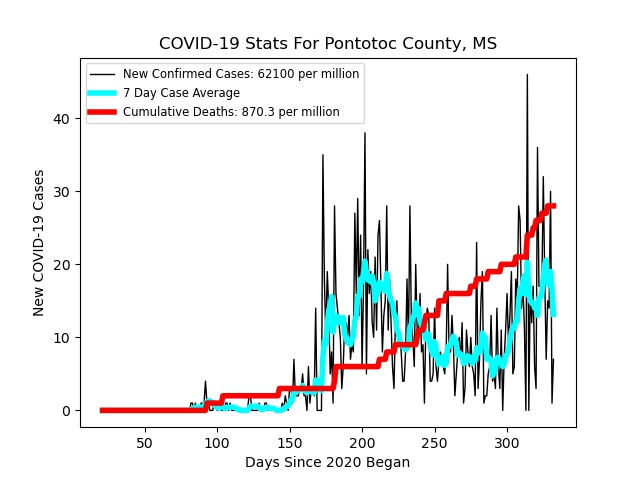 COVID-19 Stats For Pontotoc County, MS
New Confirmed Cases: 62100 per million
7 Day Case Average
Cumulative Deaths: 870.3 per million
New COVID-19 Cases
40
30
20
10
0
50 100 150 200 250 300
Days Since 2020 Began